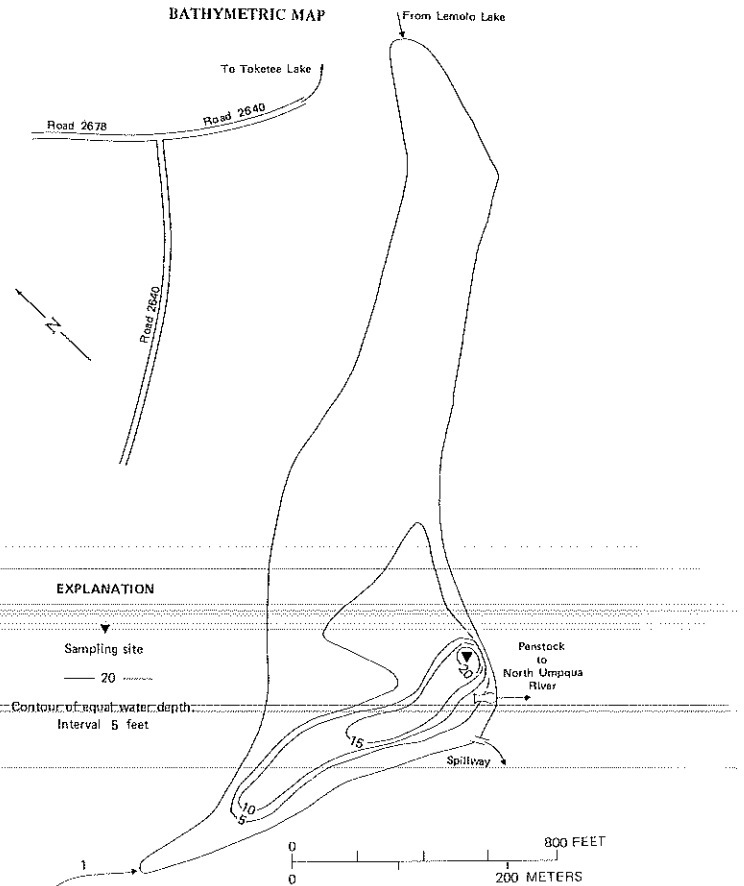 BATHYMETRIC MAP
From Lemolo Lake
To Toketee Lake
Road 2678
Road 2640
Road 2640
N
EXPLANATION
Sampling site
20
Contour of equal water depth.
Interval 5 feet
Penstock
to
North Umpqua
River
20
15
Spillway
10
5
1
0
800 FEET
0
200 METERS